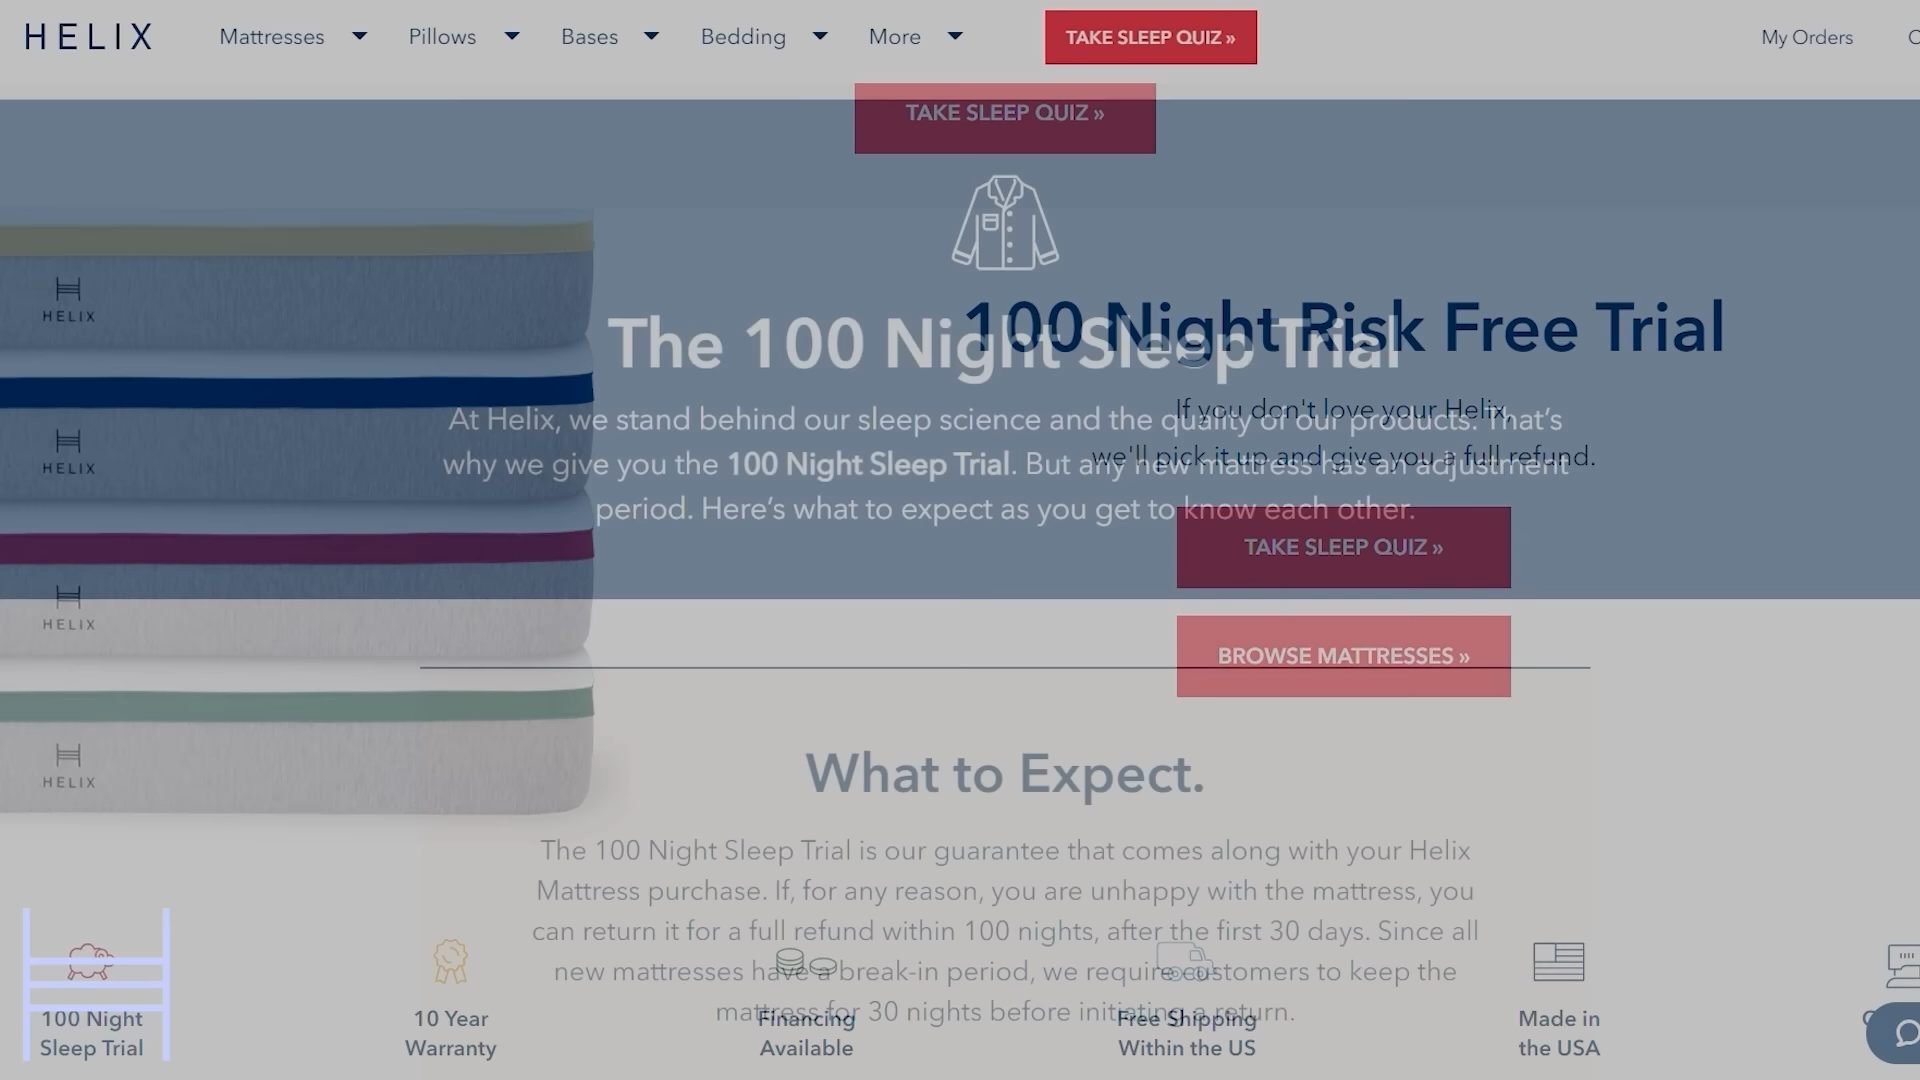 HELIX
Mattresses
Pillows
Bases
Bedding
More
TAKE SLEEP QUIZ »
My Orders
TAKE SLEEP QUIZ »
100 Night Risk Free Trial
The 100 Night Sleep Trial
If you don't love your Helix,
we'll pick it up and give you a full refund.
At Helix, we stand behind our sleep science and the quality of our products. That's
why we give you the 100 Night Sleep Trial. But any new mattress has an adjustment
period. Here's what to expect as you get to know each other.
TAKE SLEEP QUIZ »
BROWSE MATTRESSES »
HELIX
HELIX
HELIX
HELIX
What to Expect.
The 100 Night Sleep Trial is our guarantee that comes along with your Helix
Mattress purchase. If, for any reason, you are unhappy with the mattress, you
can return it for a full refund within 100 nights, after the first 30 days. Since all
new mattresses have a break-in period, we require customers to keep the
mattress for 30 nights before initiating a return.
100 Night
Sleep Trial
10 Year
Warranty
Financing
Available
Free Shipping
Within the US
Made in
the USA